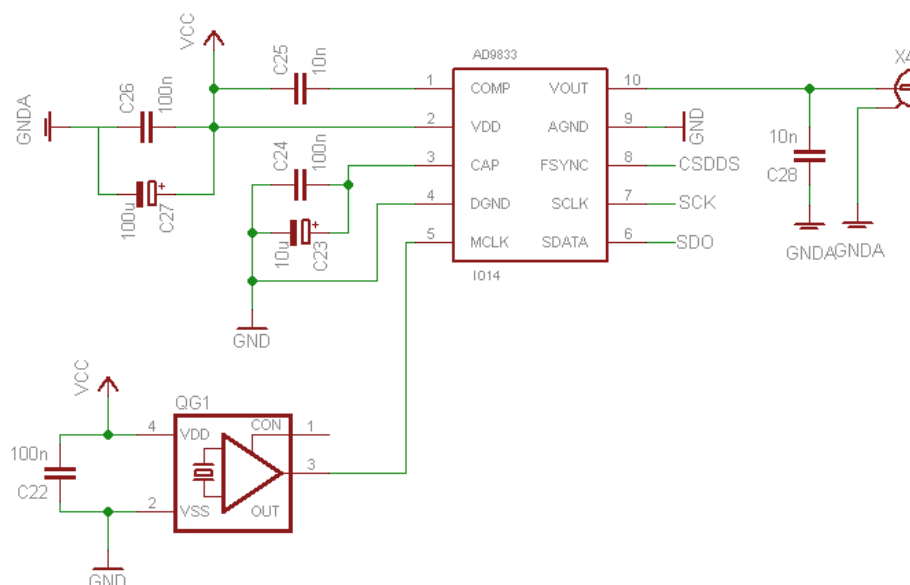 VCC
C25
10n
AD9833
X4
GNDA
C26
100n
1
COMP
VOUT
10
2
VDD
AGND
9
GND
C24
100n
3
CAP
FSYNC
8
CSDDS
10n
C28
100u
C27
4
DGND
SCLK
7
SCK
10u
C23
5
MCLK
SDATA
6
SDO
GNDA
GNDA
IO14
GND
VCC
QG1
4
VDD
CON
1
100n
C22
3
2
VSS
OUT
GND